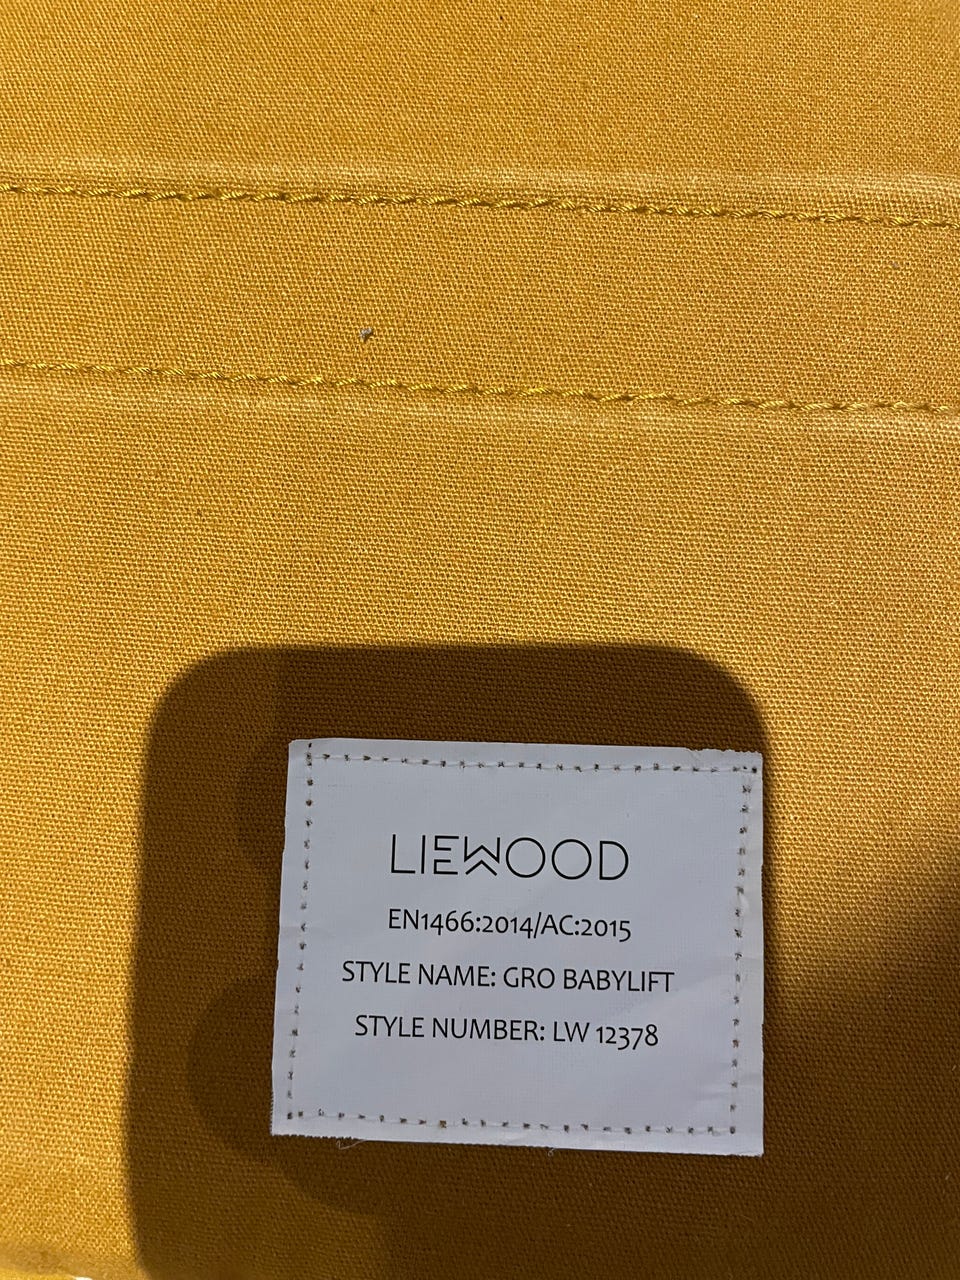 LIEWOOD
EN1466:2014/AC:2015
STYLE NAME: GRO BABYLIFT
STYLE NUMBER: LW 12378